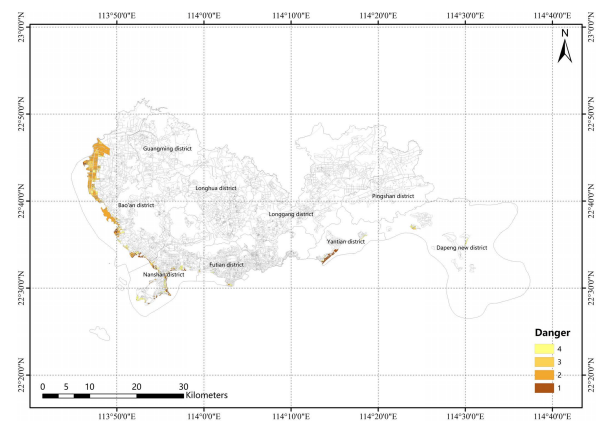 113°50'0"N 114°0'0"N 114°10'0"N 114°20'0"N 114°30'0"N 114°40'0"N
23°0'0"N 23°0'0"N
N
22°50'0"N 22°50'0"N
Guangming district
Longhua district
Pingshan district
22°40'0"N 22°40'0"N
Bao'an district
Longgang district
Yantian district
Dapeng new district
Futian district
Nanshan district
22°30'0"N 22°30'0"N
Danger
4
3
2
1
22°20'0"N 22°20'0"N
0 5 10 20 30
Kilometers
113°50'0"N 114°0'0"N 114°10'0"N 114°20'0"N 114°30'0"N 114°40'0"N